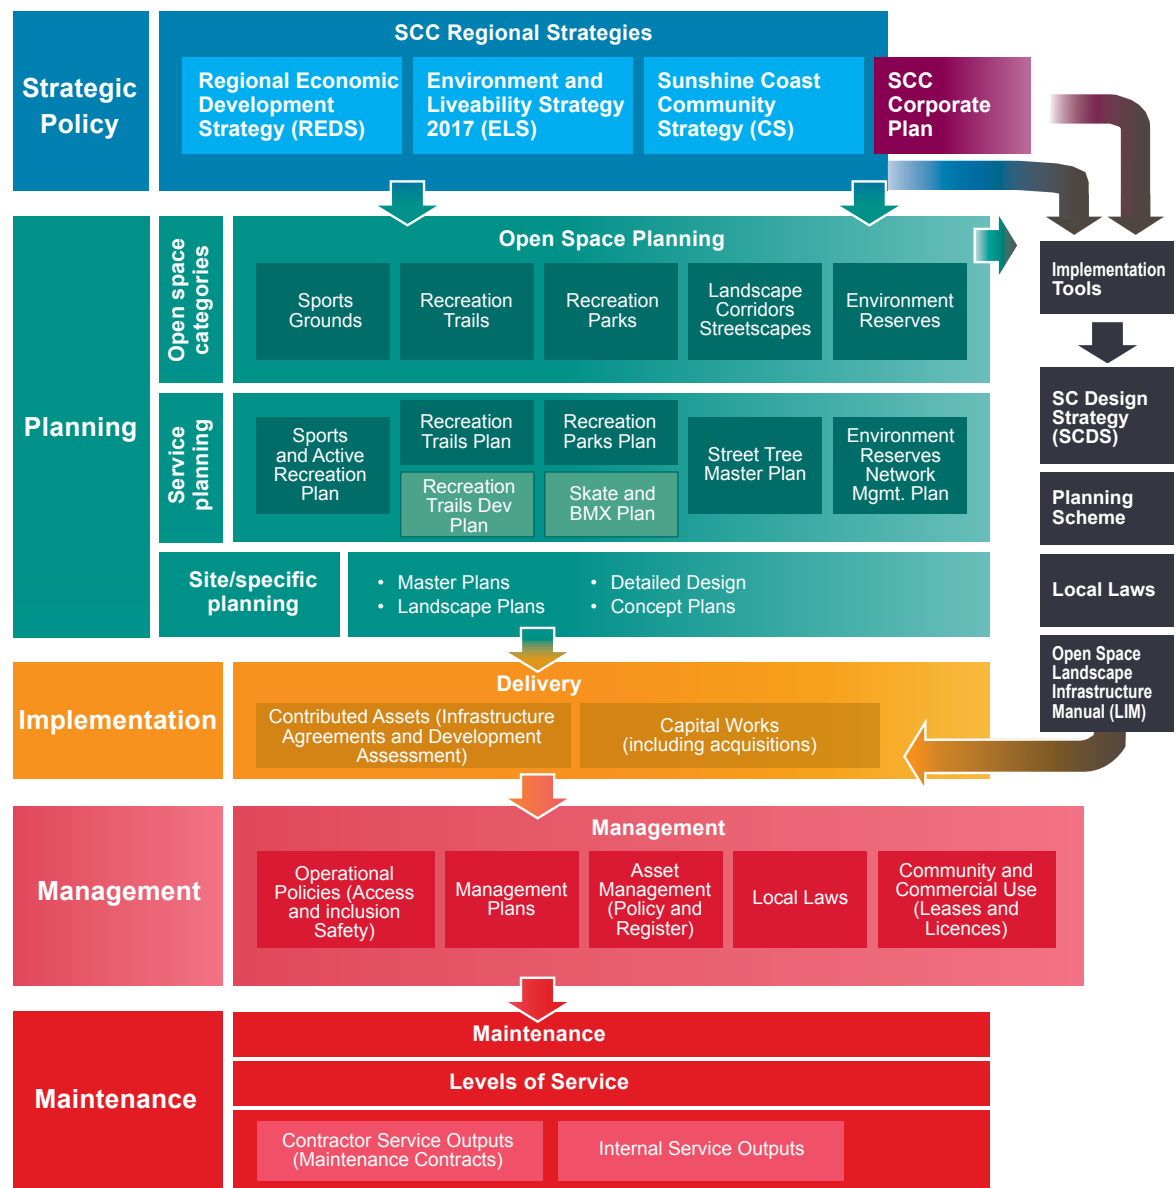 Strategic
Policy
SCC Regional Strategies
Regional Economic
Development
Strategy (REDS)
Environment and
Liveability Strategy
2017 (ELS)
Sunshine Coast
Community
Strategy (CS)
SCC
Corporate
Plan
Planning
Open space
categories
Open Space Planning
Sports
Grounds
Recreation
Trails
Recreation
Parks
Landscape
Corridors
Streetscapes
Environment
Reserves
Service
planning
Sports
and Active
Recreation
Plan
Recreation
Trails Plan
Recreation
Trails Dev
Plan
Recreation
Parks Plan
Skate and
BMX Plan
Street Tree
Master Plan
Environment
Reserves
Network
Mgmt. Plan
Site/specific
planning
• Master Plans
• Landscape Plans
• Detailed Design
• Concept Plans
Implementation
Tools
SC Design
Strategy
(SCDS)
Planning
Scheme
Local Laws
Open Space
Landscape
Infrastructure
Manual (LIM)
Implementation
Delivery
Contributed Assets (Infrastructure
Agreements and Development
Assessment)
Capital Works
(including acquisitions)
Management
Management
Operational
Policies (Access
and inclusion
Safety)
Management
Plans
Asset
Management
(Policy and
Register)
Local Laws
Community and
Commercial Use
(Leases and
Licences)
Maintenance
Maintenance
Levels of Service
Contractor Service Outputs
(Maintenance Contracts)
Internal Service Outputs